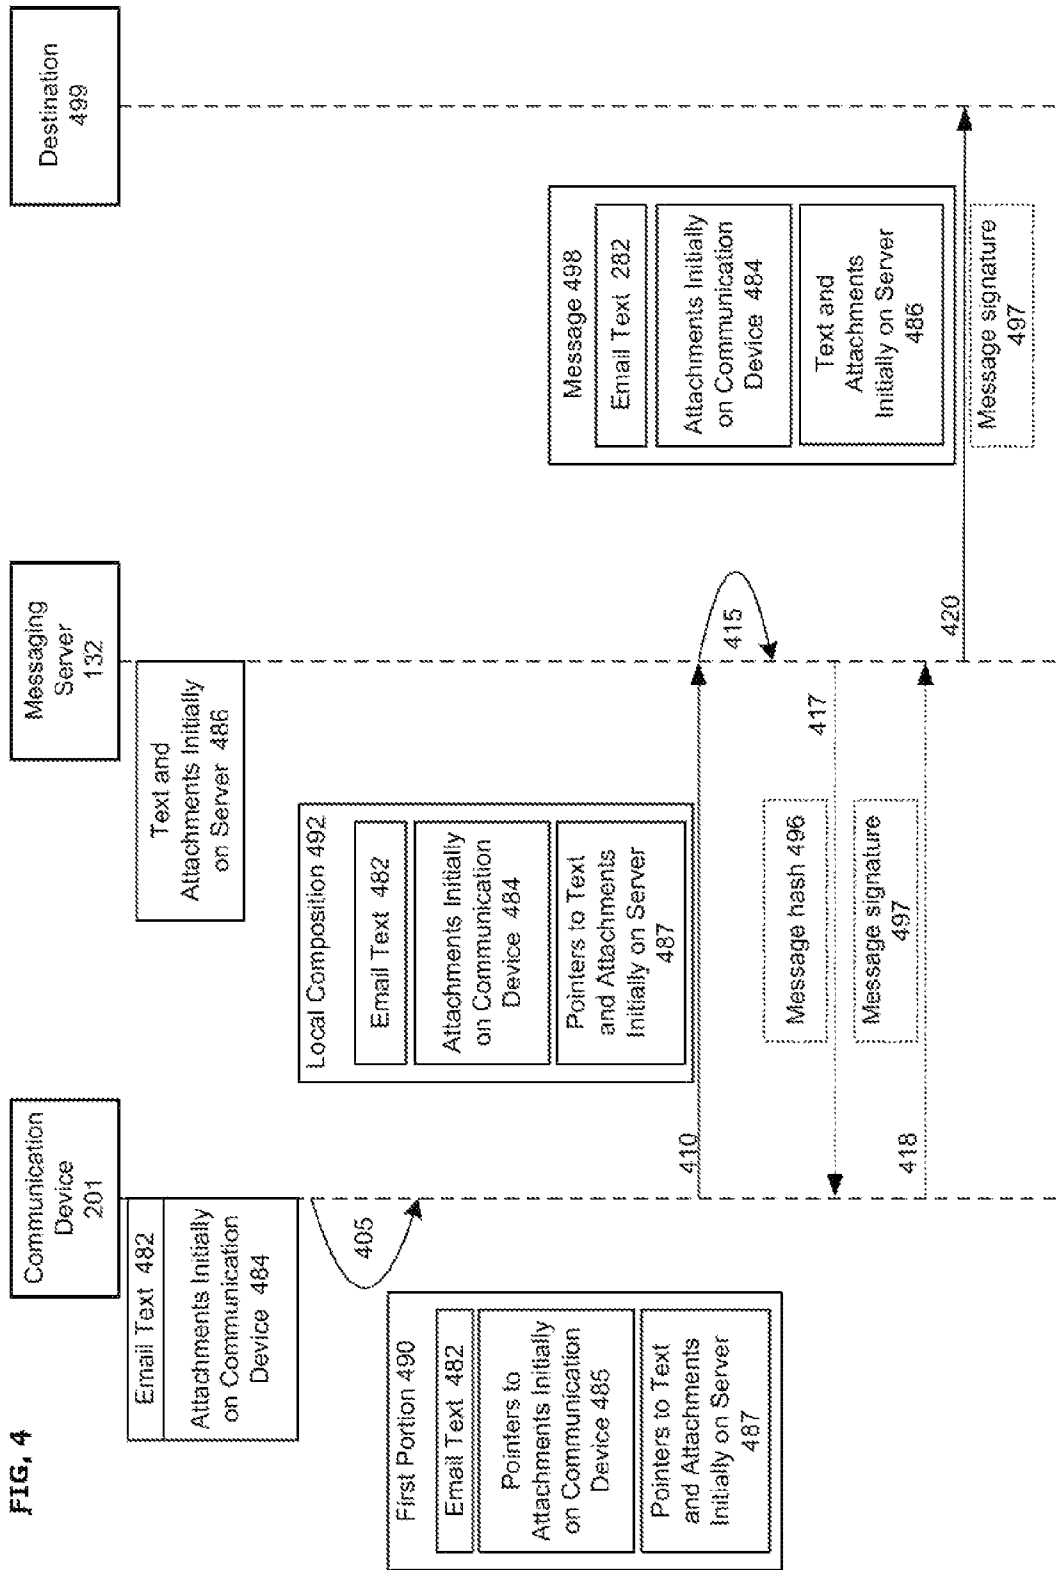 FIG. 4
Communication
Device
201
Messaging
Server
132
Destination
499
Email Text 482
Attachments Initially
on Communication
Device 484
Text and
Attachments Initially
on Server 486
405
First Portion 490
Email Text 482
Pointers to
Attachments Initially
on Communication
Device 485
Pointers to Text
and Attachments
Initially on Server
487
Local Composition 492
Email Text 482
Attachments Initially
on Communication
Device 484
Pointers to Text
and Attachments
Initially on Server
487
410
415
Message hash 496
417
Message signature
497
418
Message 498
Email Text 282
Attachments Initially
on Communication
Device 484
Text and
Attachments
Initially on Server
486
420
Message signature
497